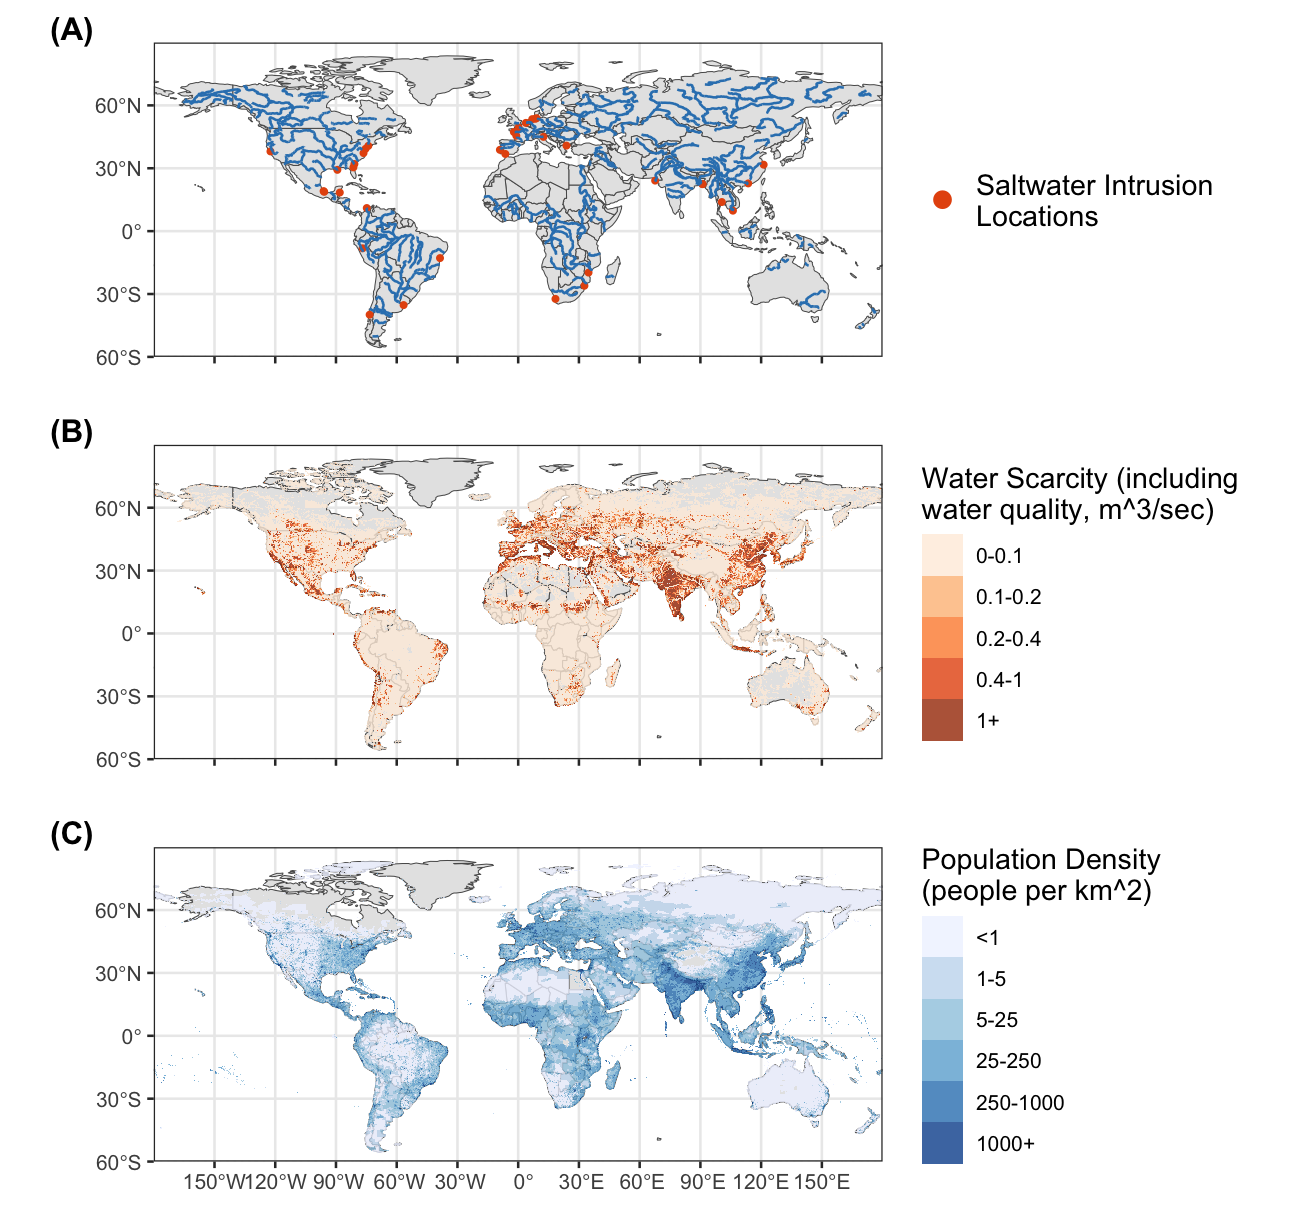 (A)
60°N
30°N
0°
30°S
60°S
Saltwater Intrusion
Locations
(B)
60°N
30°N
0°
30°S
60°S
Water Scarcity (including
water quality, m^3/sec)
0-0.1
0.1-0.2
0.2-0.4
0.4-1
1+
(C)
60°N
30°N
0°
30°S
60°S
150°W 120°W 90°W 60°W 30°W 0° 30°E 60°E 90°E 120°E 150°E
Population Density
(people per km^2)
<1
1-5
5-25
25-250
250-1000
1000+